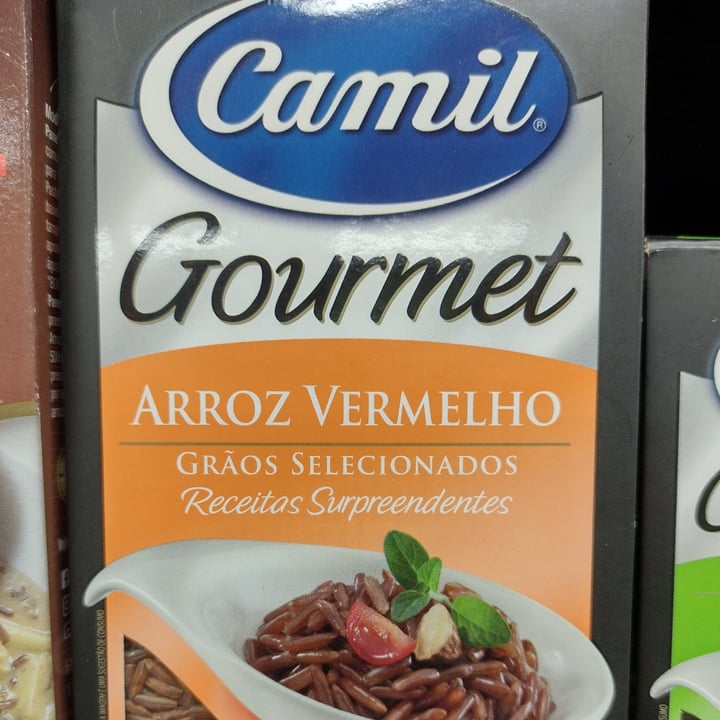 Camil®
Gourmet
ARROZ VERMELHO
GRÃOS SELECIONADOS
Receitas Surpreendentes